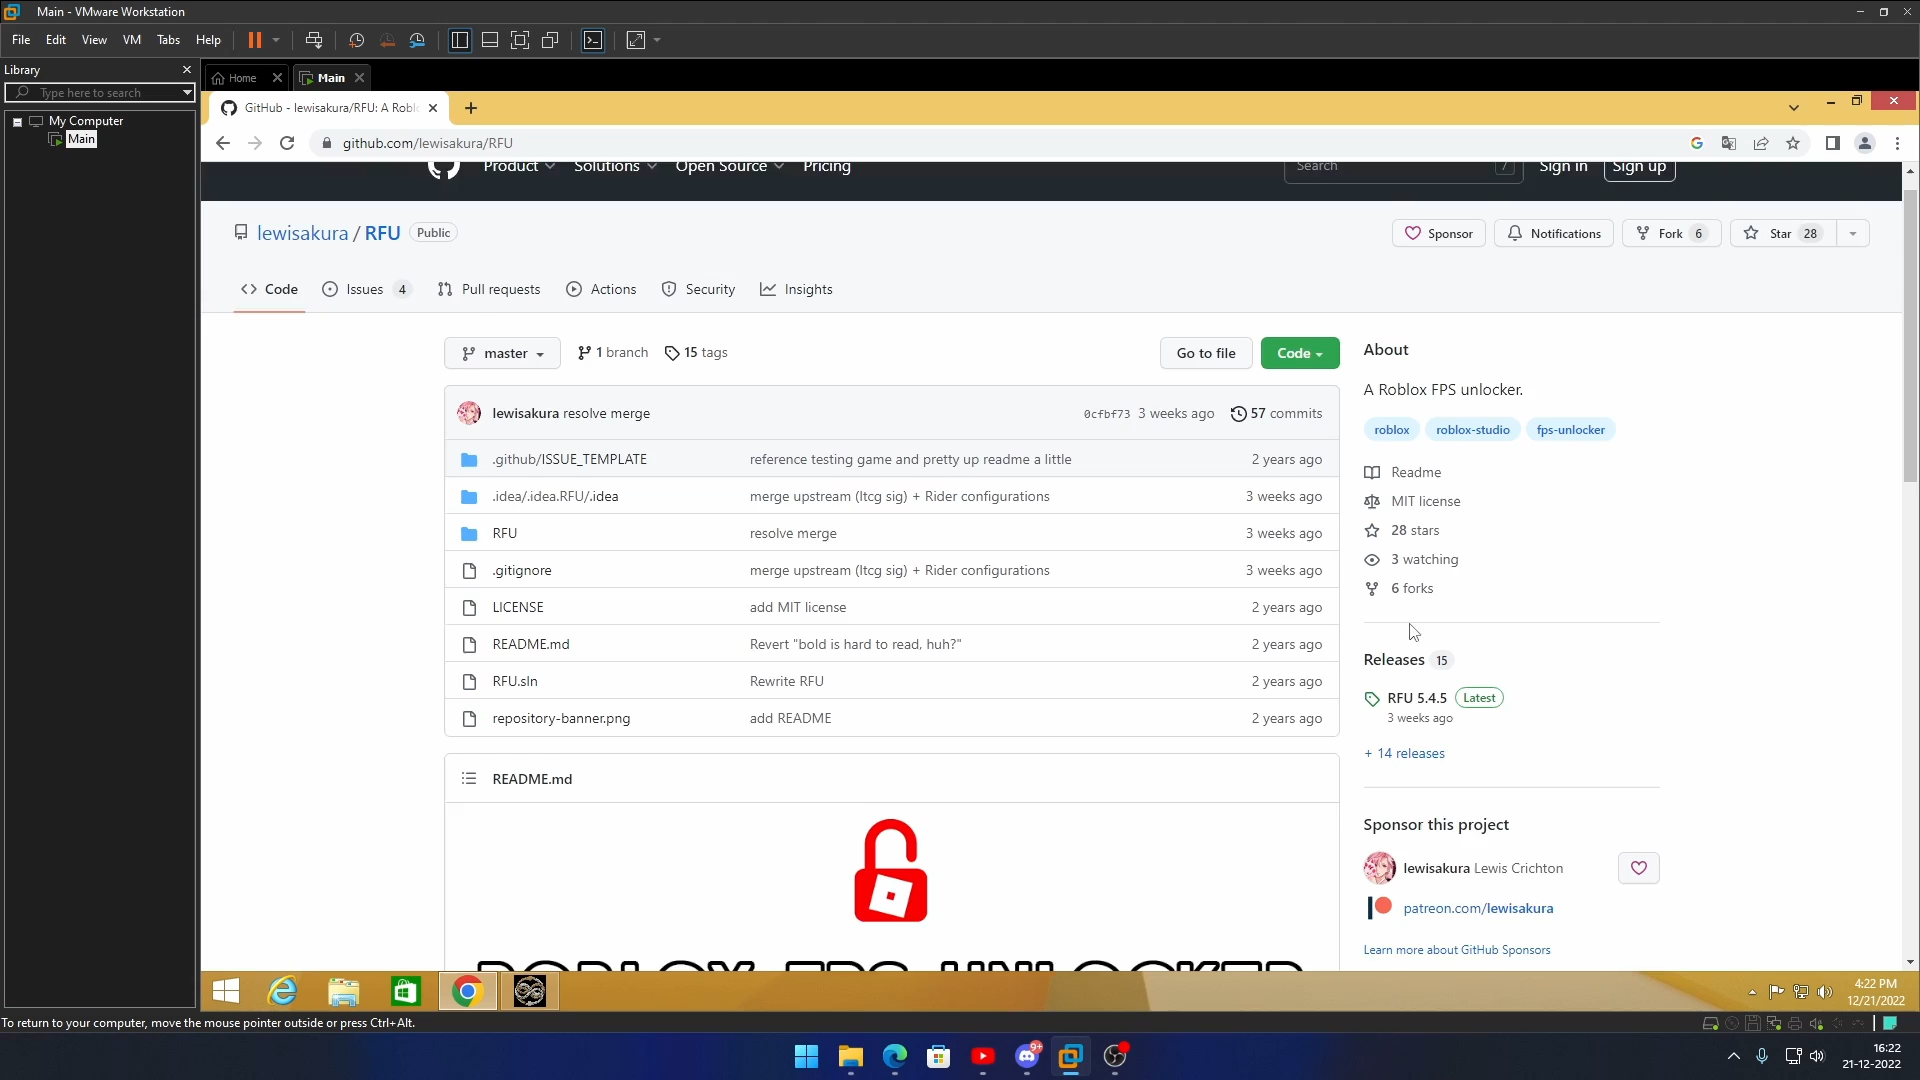 Main - VMware Workstation
File Edit View VM Tabs Help
Library
Type here to search
My Computer
Main
Home
Main
GitHub - lewisakura/RFU: A Robl
github.com/lewisakura/RFU
Product Solutions Open Source Pricing
Search /
Sign in Sign up
lewisakura / RFU Public
Sponsor Notifications Fork 6 Star 28
Code Issues 4 Pull requests Actions Security Insights
master 1 branch 15 tags
Go to file Code
lewisakura resolve merge 0cfbf73 3 weeks ago 57 commits
.github/ISSUE_TEMPLATE reference testing game and pretty up readme a little 2 years ago
.idea/.idea.RFU/.idea merge upstream (ltcg sig) + Rider configurations 3 weeks ago
RFU resolve merge 3 weeks ago
.gitignore merge upstream (ltcg sig) + Rider configurations 3 weeks ago
LICENSE add MIT license 2 years ago
README.md Revert "bold is hard to read, huh?" 2 years ago
RFU.sln Rewrite RFU 2 years ago
repository-banner.png add README 2 years ago
README.md
ROBLOX FPS UNLOCKER
About
A Roblox FPS unlocker.
roblox roblox-studio fps-unlocker
Readme
MIT license
28 stars
3 watching
6 forks
Releases 15
RFU 5.4.5 Latest
3 weeks ago
+ 14 releases
Sponsor this project
lewisakura Lewis Crichton
patreon.com/lewisakura
Learn more about GitHub Sponsors
4:22 PM
12/21/2022
To return to your computer, move the mouse pointer outside or press Ctrl+Alt.
9+
16:22
21-12-2022